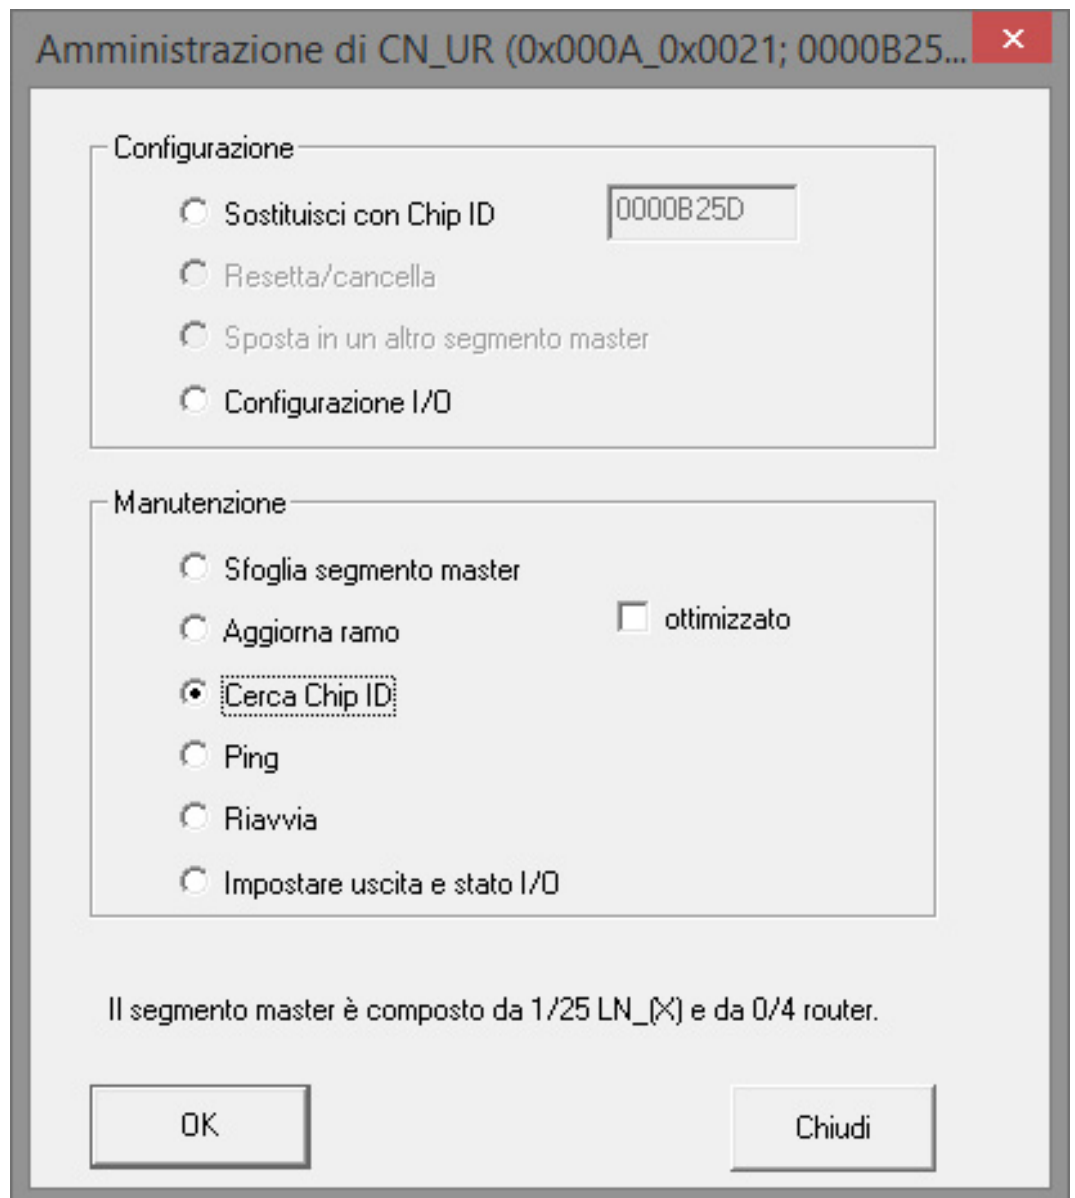 Amministrazione di CN_UR (0x000A_0x0021; 0000B25...
Configurazione
Sostituisci con Chip ID 0000B25D
Resetta/cancella
Sposta in un altro segmento master
Configurazione I/O
Manutenzione
Sfoglia segmento master
Aggiorna ramo ottimizzato
Cerca Chip ID
Ping
Riavvia
Impostare uscita e stato I/O
Il segmento master è composto da 1/25 LN_(X) e da 0/4 router.
OK Chiudi